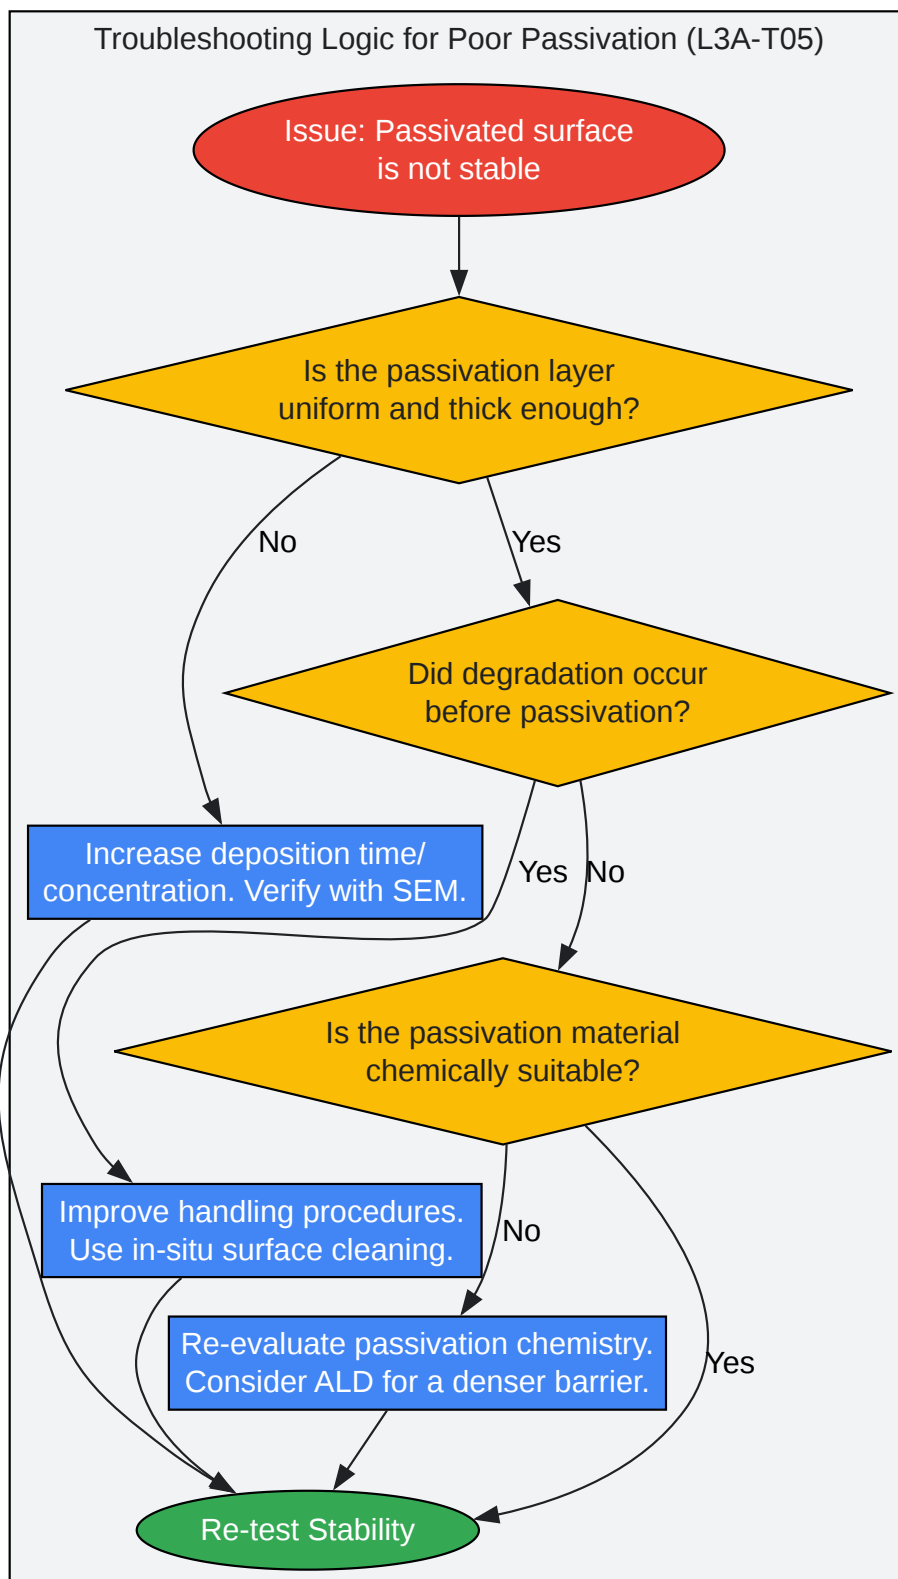 Troubleshooting Logic for Poor Passivation (L3A-T05)
Issue: Passivated surface
is not stable
Is the passivation layer
uniform and thick enough?
No
Yes
Did degradation occur
before passivation?
Increase deposition time/
concentration. Verify with SEM.
Yes
No
Is the passivation material
chemically suitable?
Improve handling procedures.
Use in-situ surface cleaning.
No
Re-evaluate passivation chemistry.
Consider ALD for a denser barrier.
Yes
Re-test Stability